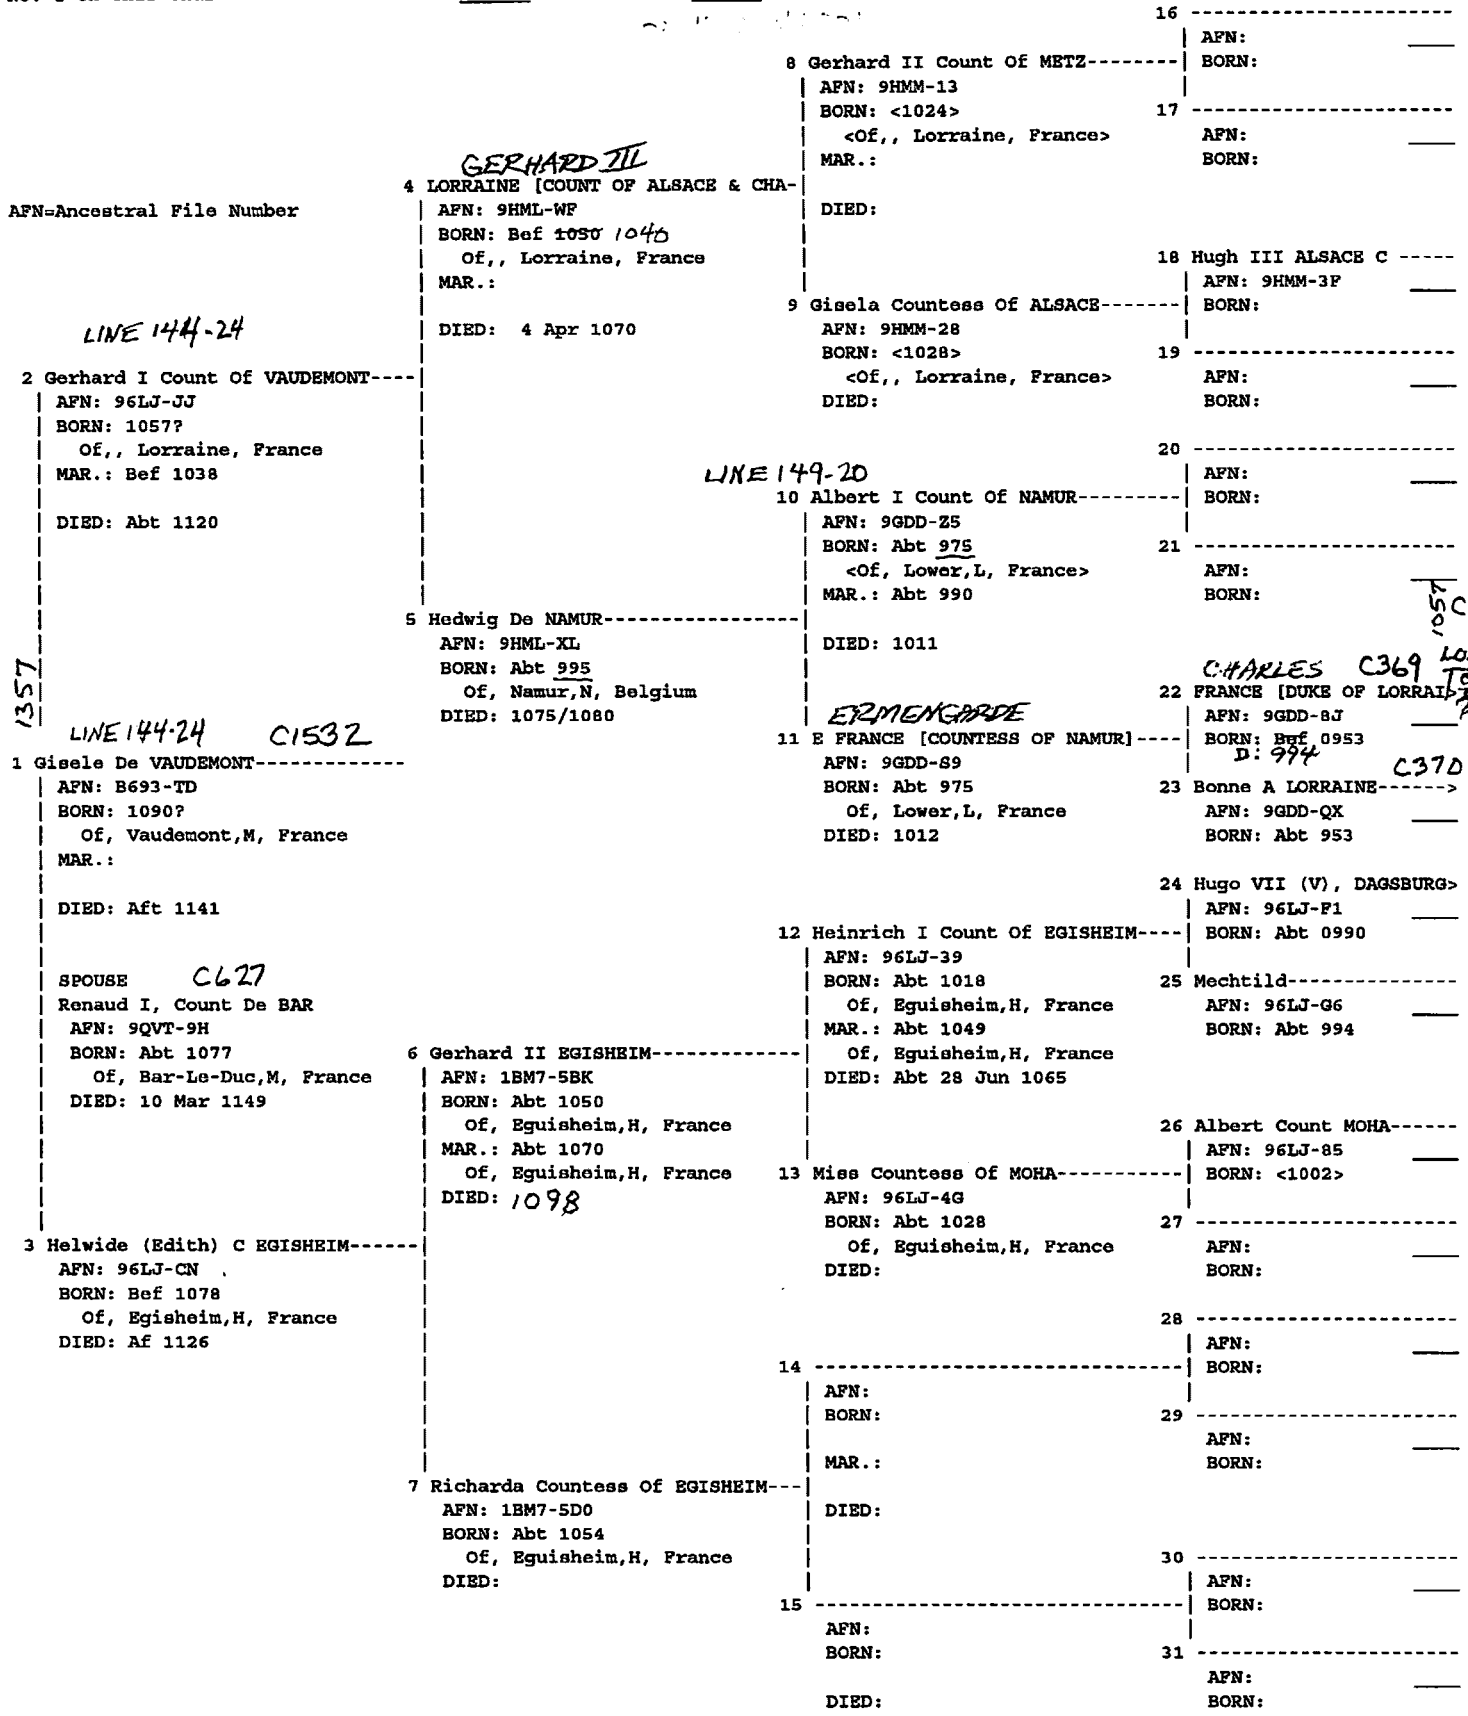 16 ----------------------
AFN:
BORN:
8 Gerhard II Count Of METZ--------
AFN: 9HMM-13
BORN: <1024>
<Of,, Lorraine, France>
MAR.:
DIED:
17 ----------------------
AFN:
BORN:
GERHARD III
4 LORRAINE [COUNT OF ALSACE & CHA-
AFN: 9HML-WF
BORN: Bef 1050 1040
Of,, Lorraine, France
MAR.:
DIED: 4 Apr 1070
AFN=Ancestral File Number
18 Hugh III ALSACE C -----
AFN: 9HMM-3F
BORN:
9 Gisela Countess Of ALSACE-------
AFN: 9HMM-28
BORN: <1028>
<Of,, Lorraine, France>
DIED:
19 ----------------------
AFN:
BORN:
LINE 144-24
2 Gerhard I Count Of VAUDEMONT----
AFN: 96LJ-JJ
BORN: 1057?
Of,, Lorraine, France
MAR.: Bef 1038
DIED: Abt 1120
20 ----------------------
AFN:
BORN:
LINE 149-20
10 Albert I Count Of NAMUR---------
AFN: 9GDD-Z5
BORN: Abt 975
<Of, Lower,L, France>
MAR.: Abt 990
DIED: 1011
21 ----------------------
AFN:
BORN:
1057
5 Hedwig De NAMUR-----------------
AFN: 9HML-XL
BORN: Abt 995
Of, Namur,N, Belgium
DIED: 1075/1080
CHARLES C369
22 FRANCE [DUKE OF LORRAI>
AFN: 9GDD-8J
BORN: Bef 0953
D: 994
ERMENGARDE
11 E FRANCE [COUNTESS OF NAMUR]----
AFN: 9GDD-S9
BORN: Abt 975
Of, Lower,L, France
DIED: 1012
C370
23 Bonne A LORRAINE------>
AFN: 9GDD-QX
BORN: Abt 953
1357
LINE 144-24 C1532
1 Gisele De VAUDEMONT-------------
AFN: B693-TD
BORN: 1090?
Of, Vaudemont,M, France
MAR.:
DIED: Aft 1141
SPOUSE C627
Renaud I, Count De BAR
AFN: 9QVT-9H
BORN: Abt 1077
Of, Bar-Le-Duc,M, France
DIED: 10 Mar 1149
24 Hugo VII (V), DAGSBURG>
AFN: 96LJ-F1
BORN: Abt 0990
12 Heinrich I Count Of EGISHEIM----
AFN: 96LJ-39
BORN: Abt 1018
Of, Eguisheim,H, France
MAR.: Abt 1049
Of, Eguisheim,H, France
DIED: Abt 28 Jun 1065
25 Mechtild---------------
AFN: 96LJ-G6
BORN: Abt 994
6 Gerhard II EGISHEIM-------------
AFN: 1BM7-5BK
BORN: Abt 1050
Of, Eguisheim,H, France
MAR.: Abt 1070
Of, Eguisheim,H, France
DIED: 1098
26 Albert Count MOHA------
AFN: 96LJ-85
BORN: <1002>
13 Miss Countess Of MOHA-----------
AFN: 96LJ-4G
BORN: Abt 1028
Of, Eguisheim,H, France
DIED:
27 ----------------------
AFN:
BORN:
3 Helwide (Edith) C EGISHEIM------
AFN: 96LJ-CN
BORN: Bef 1078
Of, Egisheim,H, France
DIED: Af 1126
28 ----------------------
AFN:
BORN:
14 -------------------------------
AFN:
BORN:
MAR.:
DIED:
29 ----------------------
AFN:
BORN:
7 Richarda Countess Of EGISHEIM---
AFN: 1BM7-5D0
BORN: Abt 1054
Of, Eguisheim,H, France
DIED:
30 ----------------------
AFN:
BORN:
15 -------------------------------
AFN:
BORN:
DIED:
31 ----------------------
AFN:
BORN: